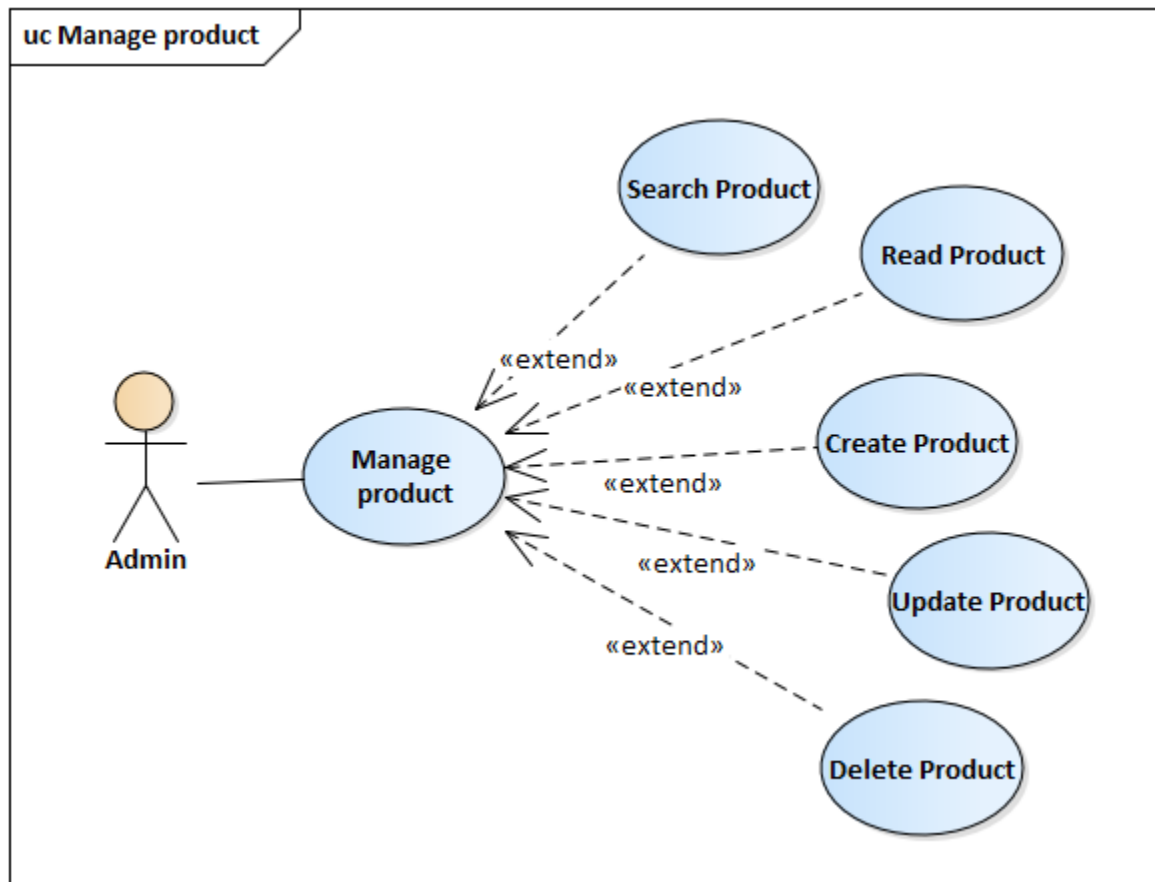 uc Manage product
Search Product
Read Product
«extend»
«extend»
Create Product
Manage
product
«extend»
Admin
«extend»
Update Product
«extend»
Delete Product